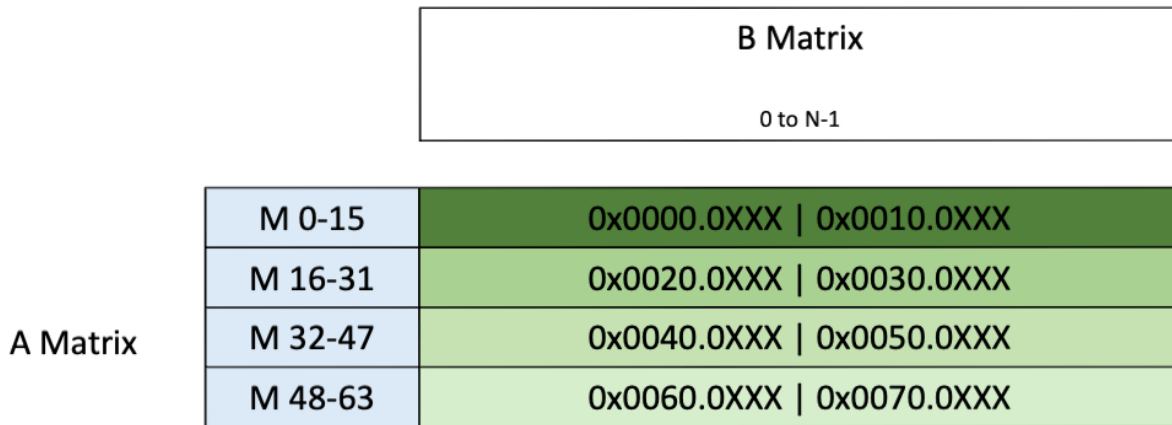 B Matrix
0 to N-1
M 0-15 0x0000.0XXX | 0x0010.0XXX
M 16-31 0x0020.0XXX | 0x0030.0XXX
A Matrix M 32-47 0x0040.0XXX | 0x0050.0XXX
M 48-63 0x0060.0XXX | 0x0070.0XXX